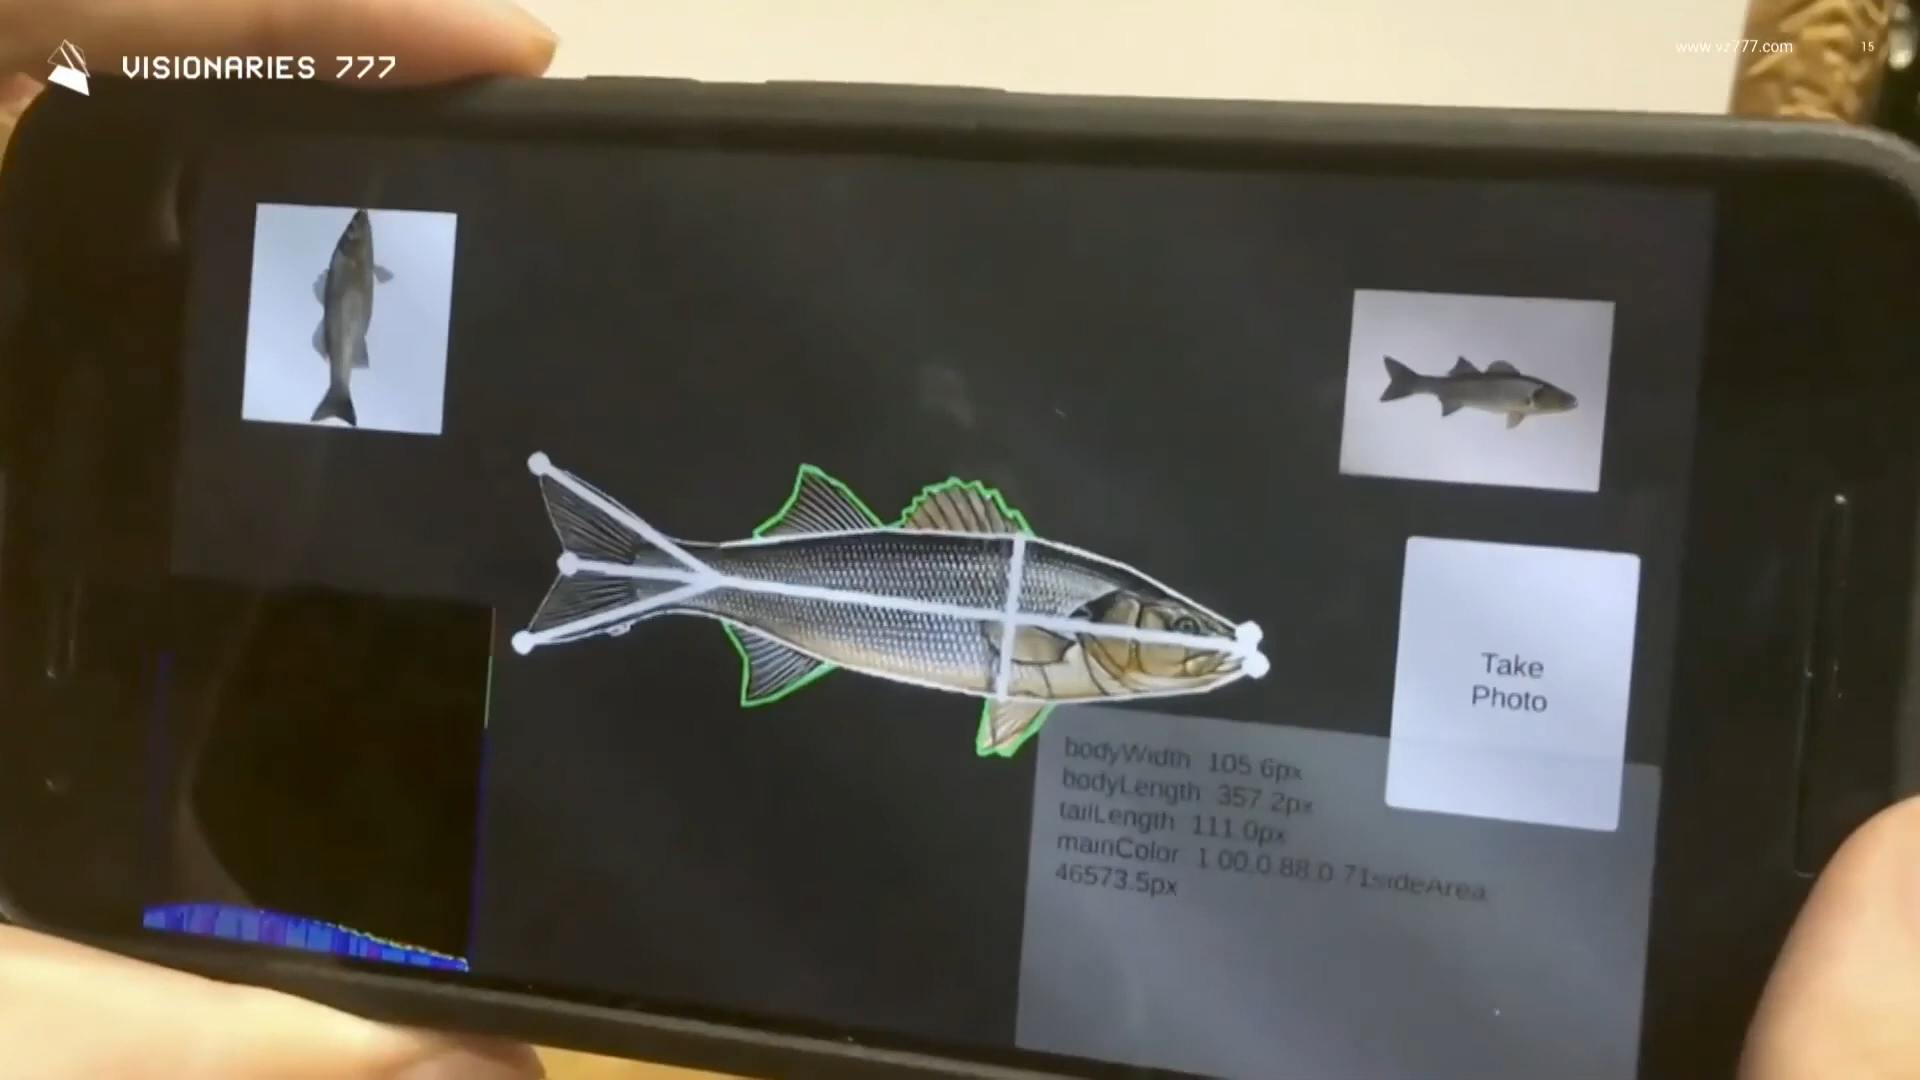 VISIONARIES 777
www.vz777.com
15
Take
Photo
bodyWidth 105 6px
bodyLength 357 2px
tailLength 111 0px
mainColor 1 00.0 88.0 71sideArea
46573.5px